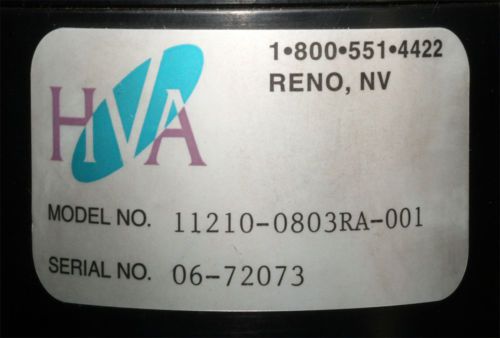 1•800•551•4422
RENO, NV
HVA
MODEL NO. 11210-0803RA-001
SERIAL NO. 06-72073